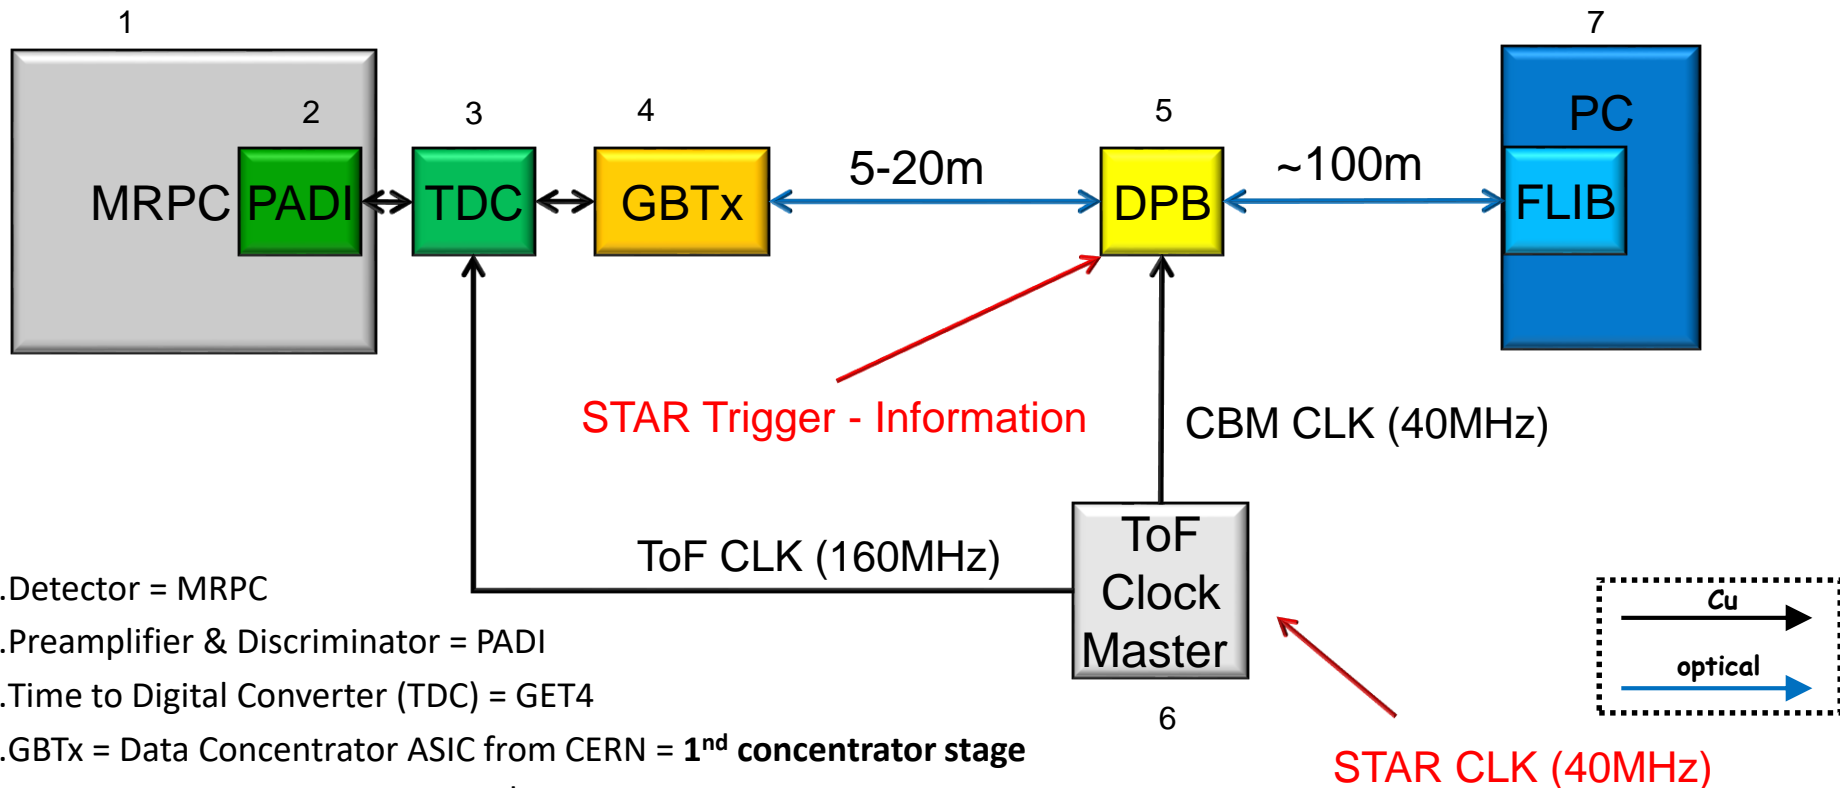 1
7
2
3
4
5
PC
5-20m
~100m
MRPC
PADI
TDC
GBTx
DPB
FLIB
STAR Trigger - Information
CBM CLK (40MHz)
ToF CLK (160MHz)
ToF
Clock
Master
6
STAR CLK (40MHz)
Cu
optical
.Detector = MRPC
.Preamplifier & Discriminator = PADI
.Time to Digital Converter (TDC) = GET4
.GBTx = Data Concentrator ASIC from CERN = 1nd concentrator stage